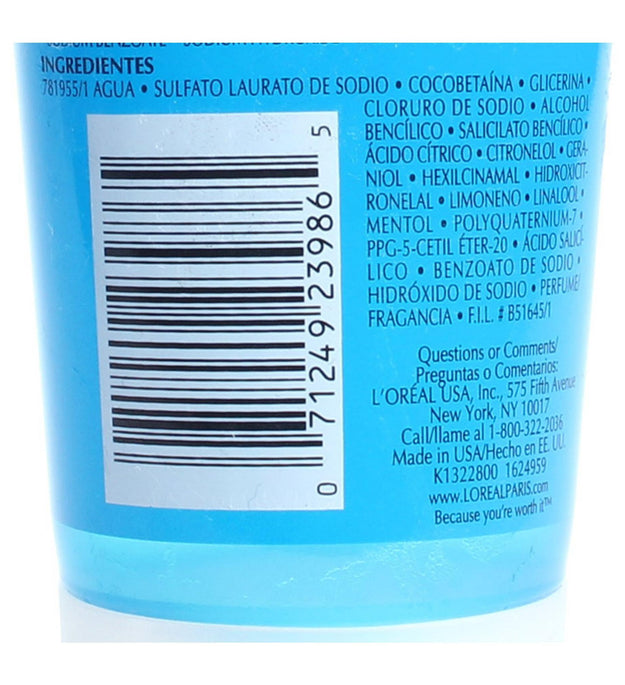 SODIUM BENZOATE • SODIUM HYDROXIDE
INGREDIENTES
781955/1 AGUA • SULFATO LAURATO DE SODIO • COCOBETAÍNA • GLICERINA •
CLORURO DE SODIO • ALCOHOL
BENCÍLICO • SALICILATO BENCÍLICO •
ÁCIDO CÍTRICO • CITRONELOL • GERA-
NIOL • HEXILCINAMAL • HIDROXICIT-
RONELAL • LIMONENO • LINALOOL •
MENTOL • POLYQUATERNIUM-7 •
PPG-5-CETIL ÉTER-20 • ÁCIDO SALICÍ-
LICO • BENZOATO DE SODIO •
HIDRÓXIDO DE SODIO • PERFUME/
FRAGANCIA • F.I.L. # B51645/1
0 71249 23986 5
Questions or Comments/
Preguntas o Comentarios:
L'ORÉAL USA, Inc., 575 Fifth Avenue
New York, NY 10017
Call/llame al 1-800-322-2036
Made in USA/Hecho en EE. UU.
K1322800 1624959
www.LOREALPARIS.com
Because you're worth it™